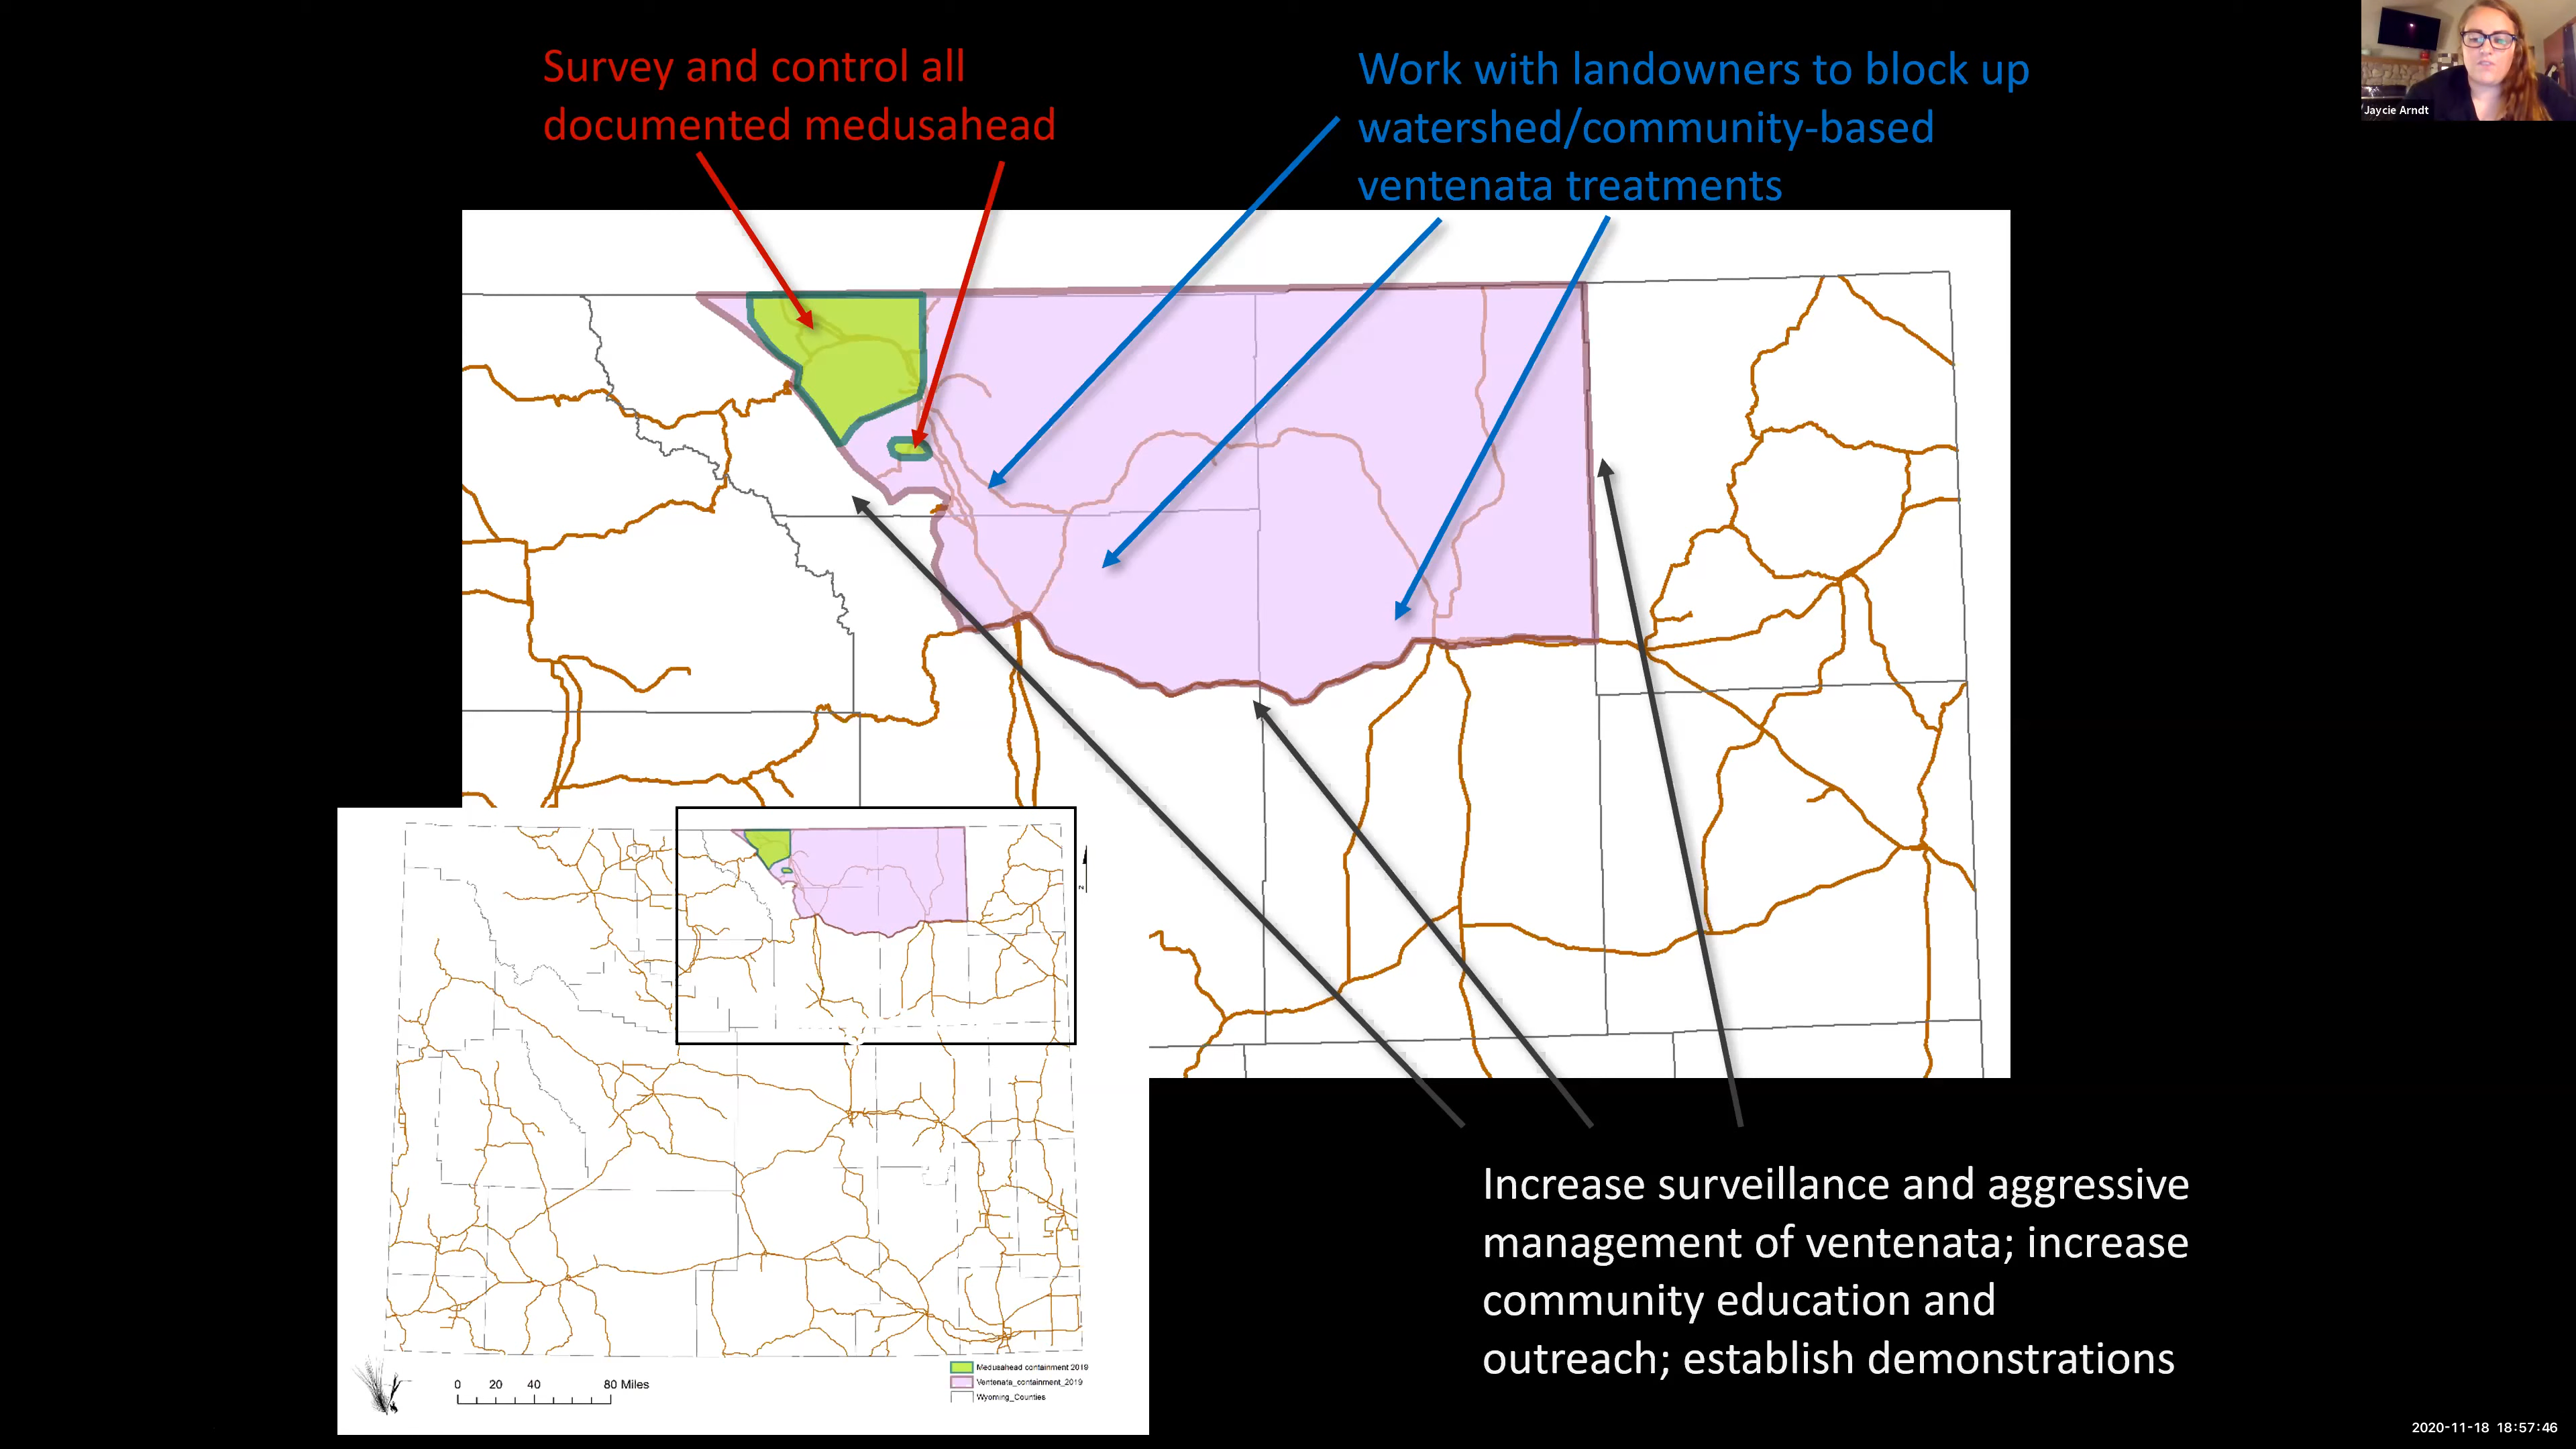 Survey and control all
documented medusahead
Work with landowners to block up
watershed/community-based
ventenata treatments
Jaycie Arndt
N
Increase surveillance and aggressive
management of ventenata; increase
community education and
outreach; establish demonstrations
Medusahead containment 2019
Ventenata_containment_2019
Wyoming_Counties
0 20 40 80 Miles
2020-11-18 18:57:46